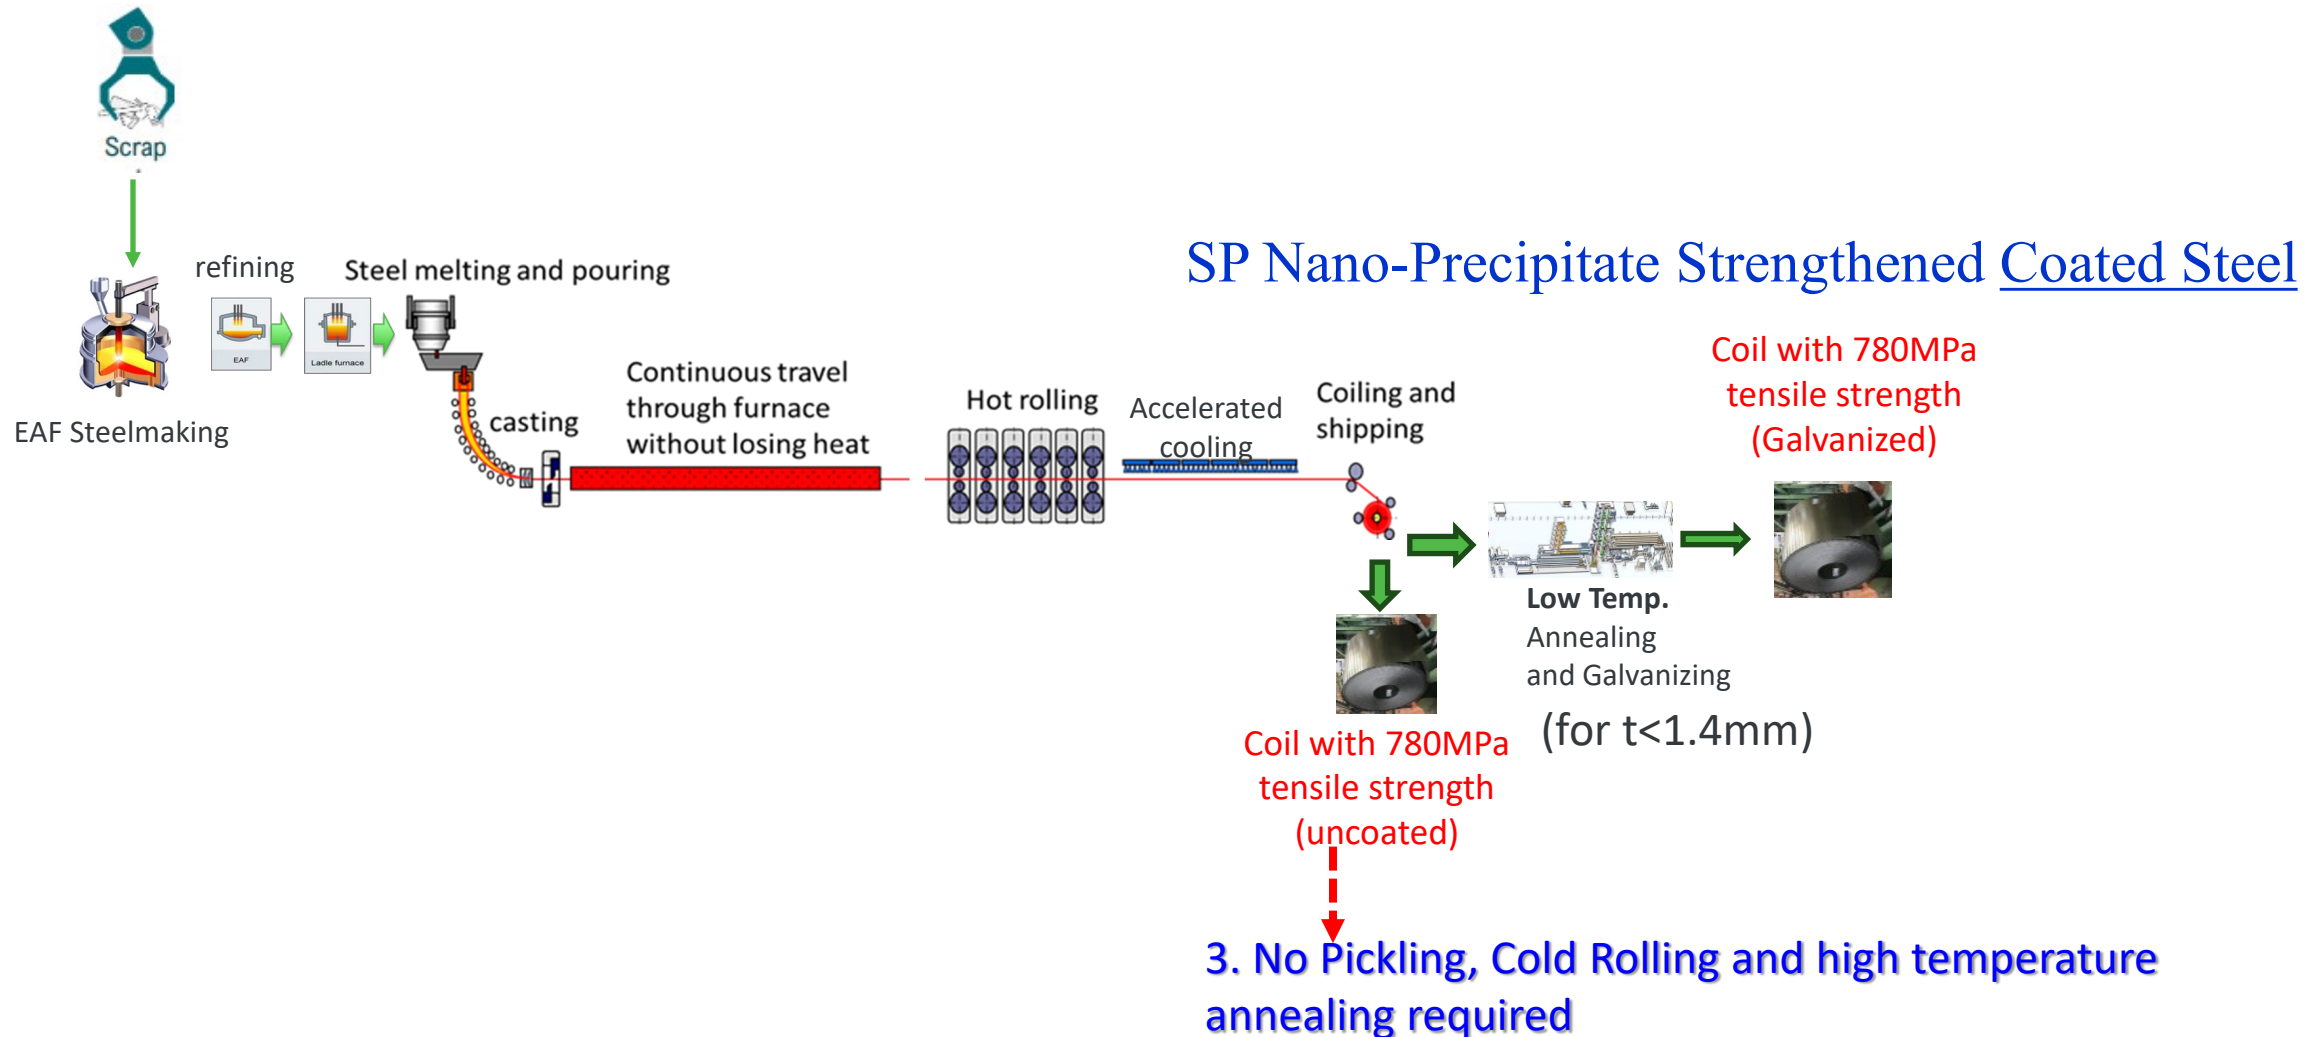 Scrap
EAF Steelmaking
refining
EAF
Ladle furnace
Steel melting and pouring
casting
Continuous travel
through furnace
without losing heat
Hot rolling
Accelerated
cooling
Coiling and
shipping
SP Nano-Precipitate Strengthened Coated Steel
Coil with 780MPa
tensile strength
(Galvanized)
Low Temp.
Annealing
and Galvanizing
(for t<1.4mm)
Coil with 780MPa
tensile strength
(uncoated)
3. No Pickling, Cold Rolling and high temperature
annealing required